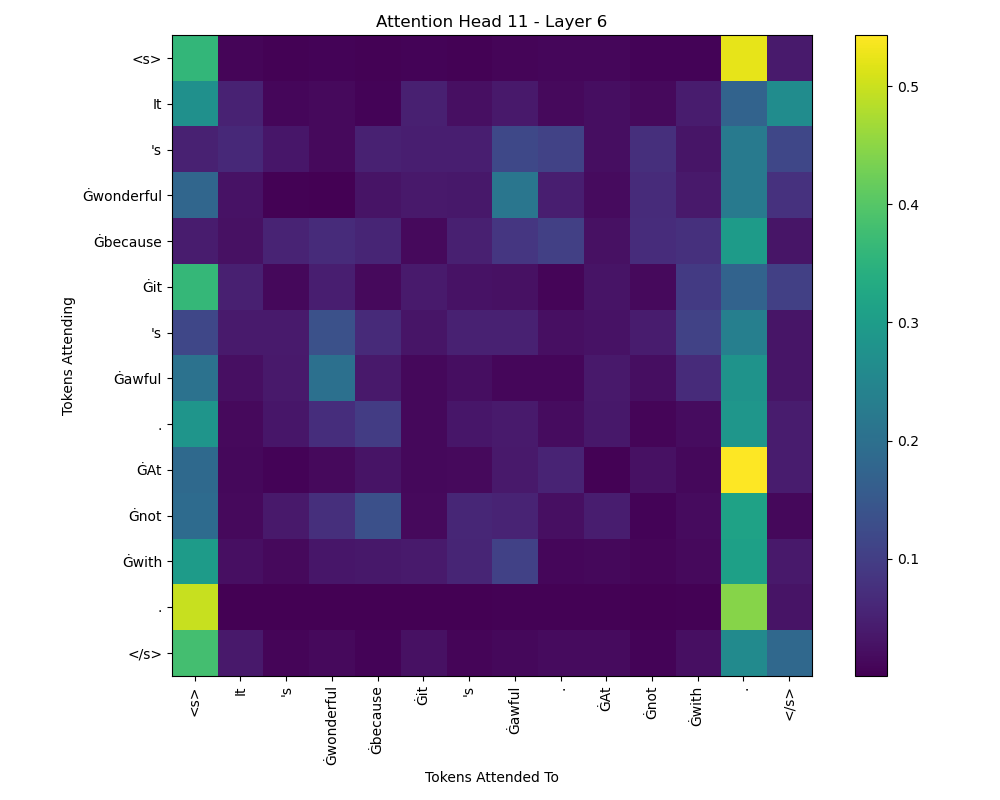 Attention Head 11 - Layer 6
Tokens Attending
<s>
It
's
Ġwonderful
Ġbecause
Ġit
's
Ġawful
.
ĠAt
Ġnot
Ġwith
.
</s>
<s>
It
's
Ġwonderful
Ġbecause
Ġit
's
Ġawful
.
ĠAt
Ġnot
Ġwith
.
</s>
Tokens Attended To
0.5
0.4
0.3
0.2
0.1